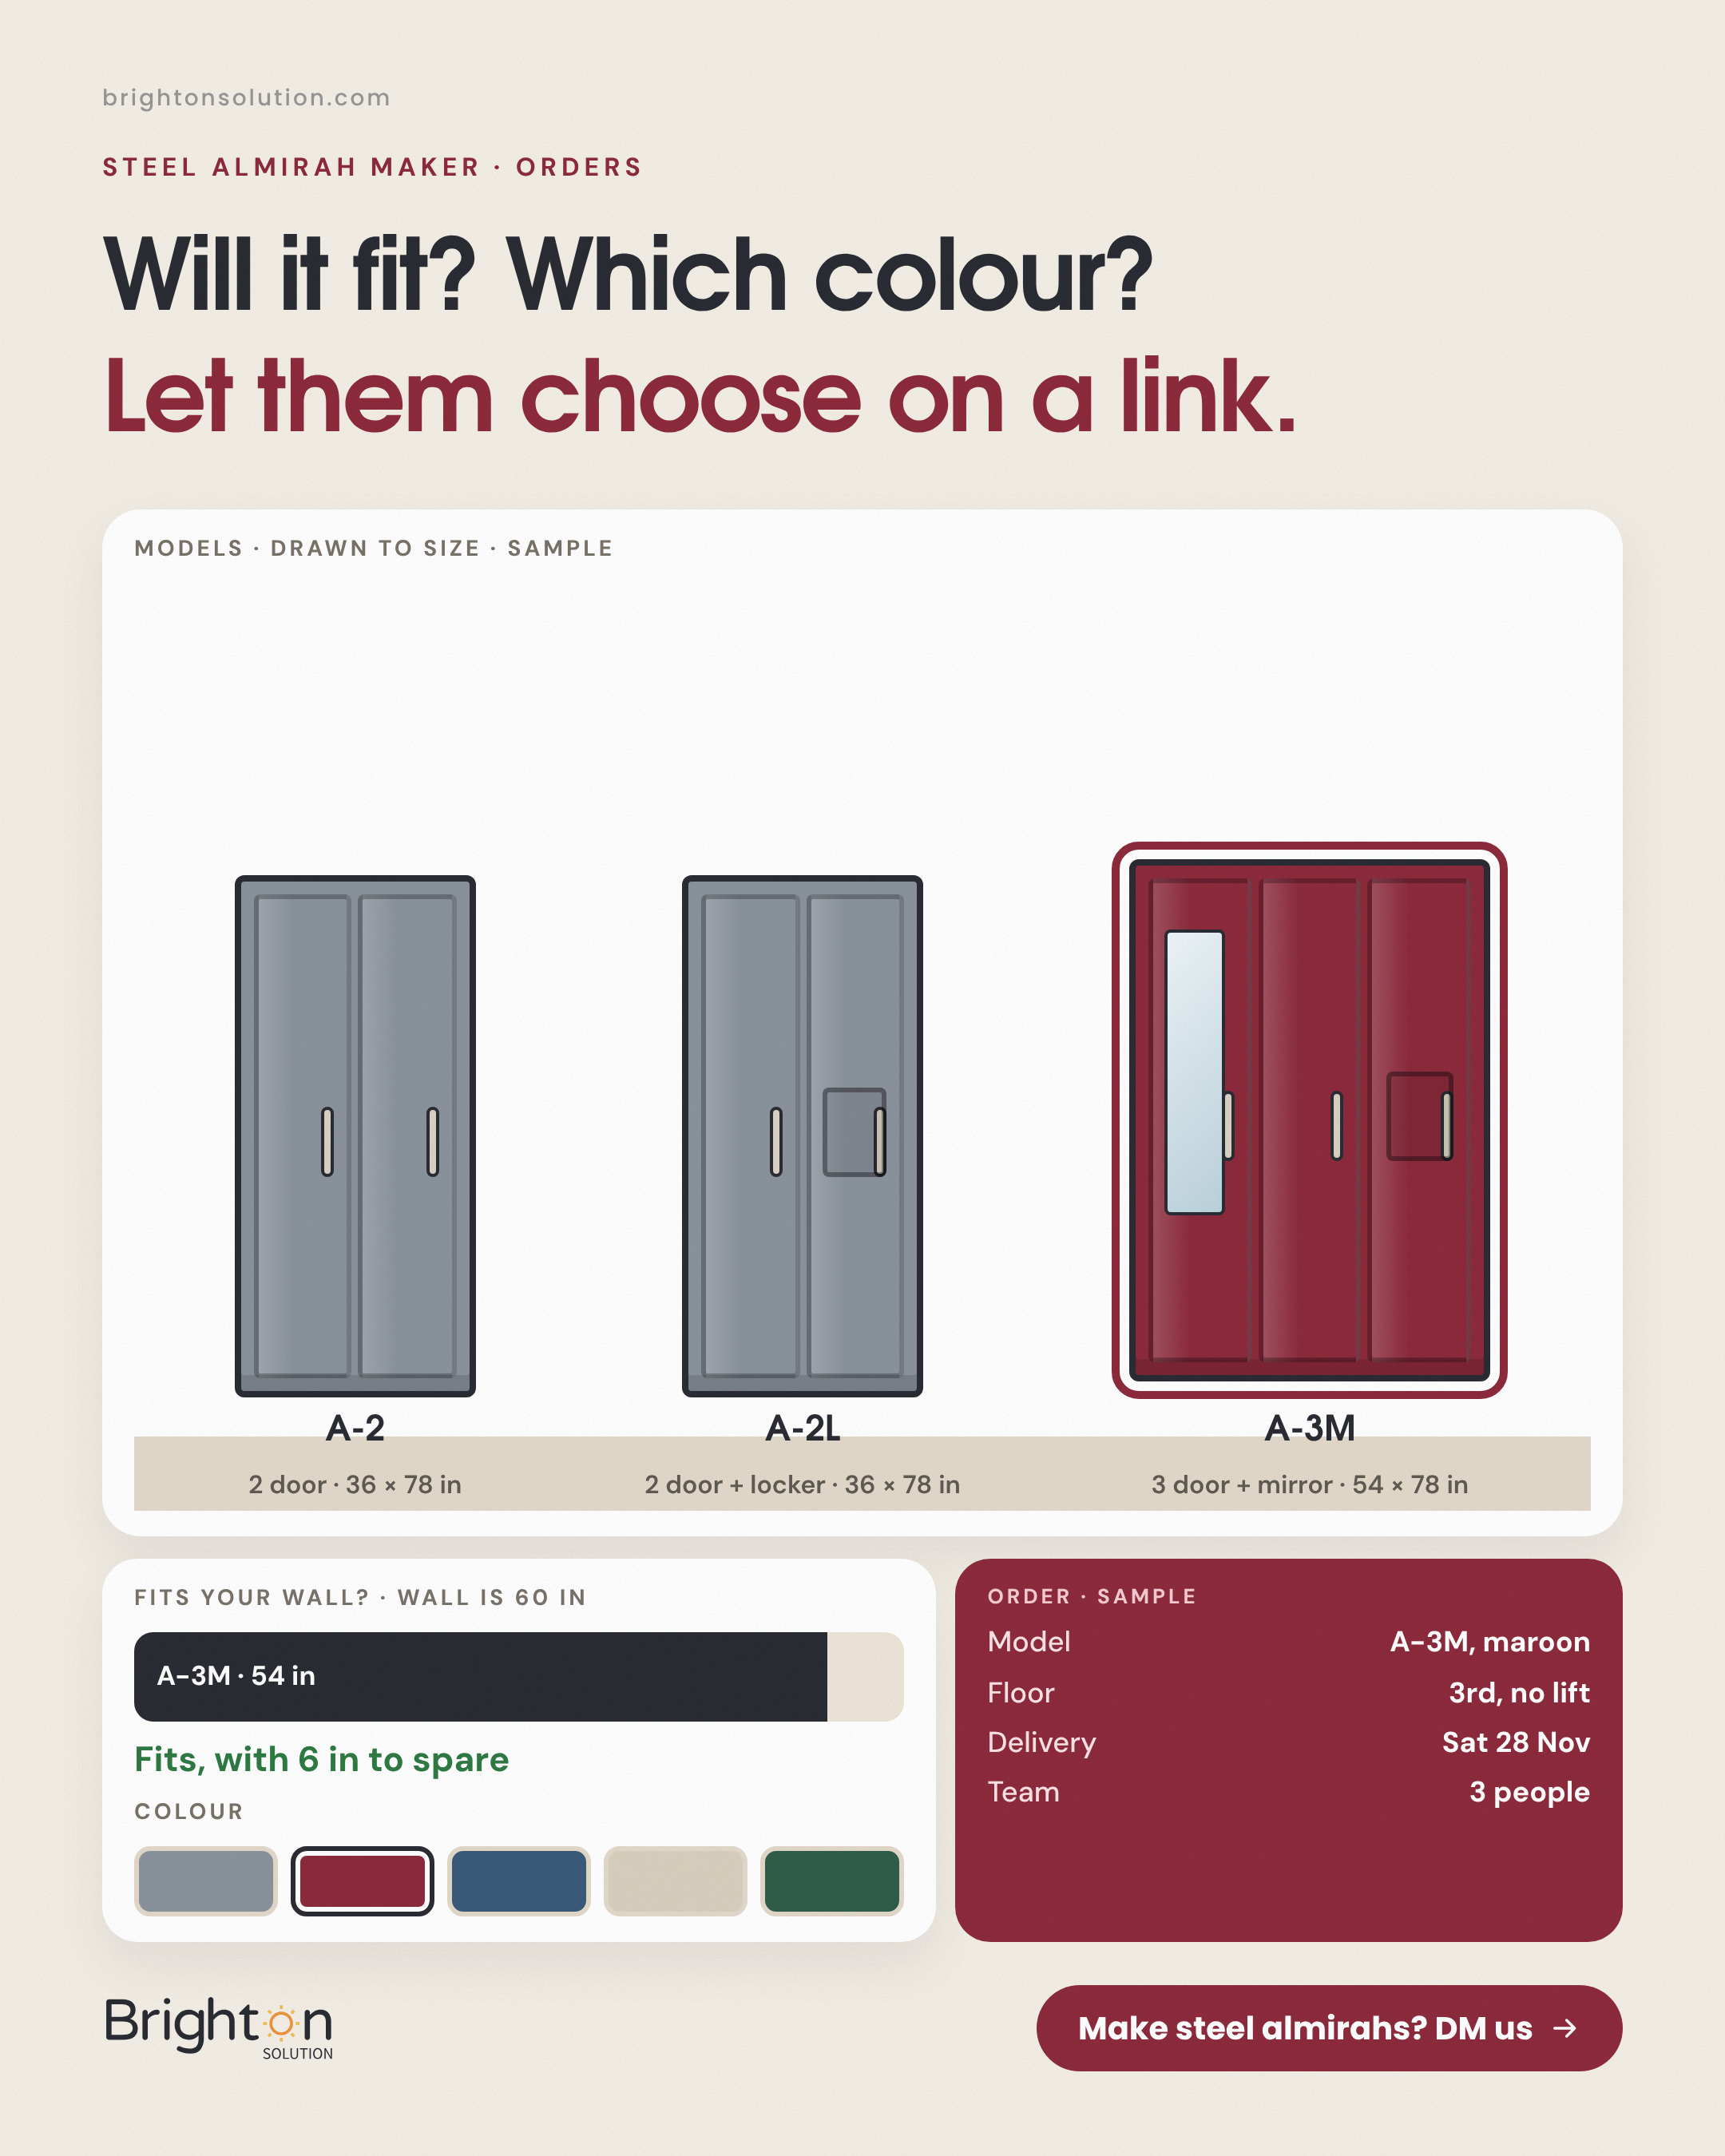 brightonsolution.com
STEEL ALMIRAH MAKER · ORDERS
Will it fit? Which colour?
Let them choose on a link.
MODELS · DRAWN TO SIZE · SAMPLE
A-2
A-2L
A-3M
2 door · 36 × 78 in
2 door + locker · 36 × 78 in
3 door + mirror · 54 × 78 in
FITS YOUR WALL? · WALL IS 60 IN
A-3M · 54 in
Fits, with 6 in to spare
COLOUR
ORDER · SAMPLE
Model A-3M, maroon
Floor 3rd, no lift
Delivery Sat 28 Nov
Team 3 people
Brighton
SOLUTION
Make steel almirahs? DM us →